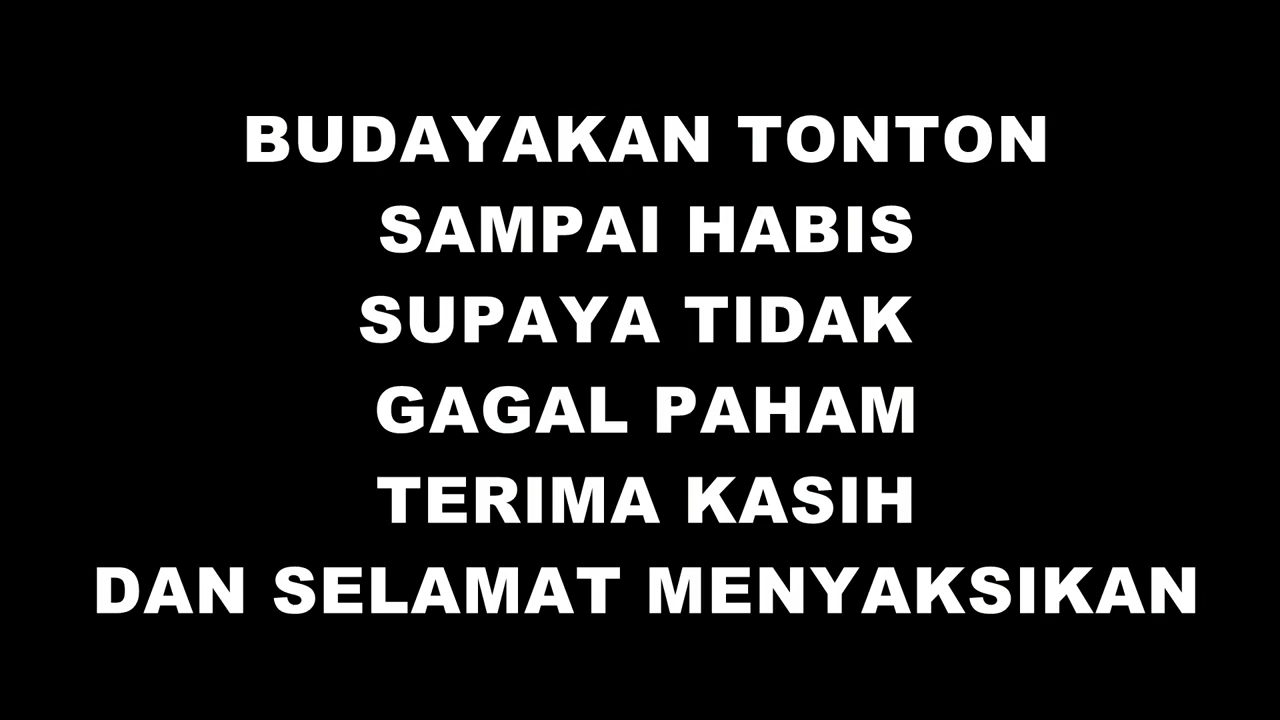 BUDAYAKAN TONTON
SAMPAI HABIS
SUPAYA TIDAK
GAGAL PAHAM
TERIMA KASIH
DAN SELAMAT MENYAKSIKAN